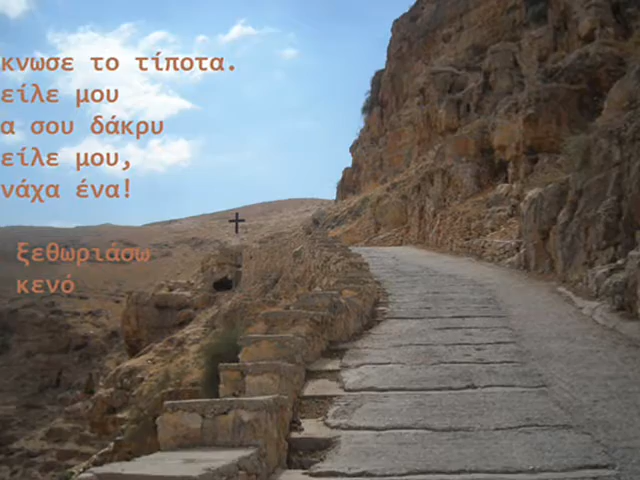 κνωσε το τίποτα.
είλε μου
α σου δάκρυ
είλε μου,
νάχα ένα!
ξεθωριάσω
κενό